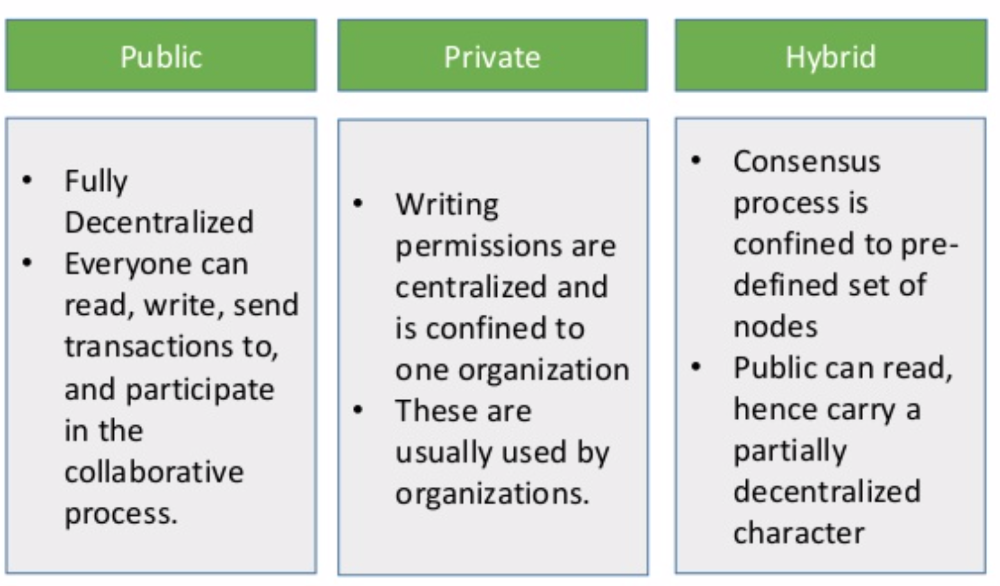 Public
• Fully
Decentralized
• Everyone can
read, write, send
transactions to,
and participate
in the
collaborative
process.
Private
• Writing
permissions are
centralized and
is confined to
one organization
• These are
usually used by
organizations.
Hybrid
• Consensus
process is
confined to pre-
defined set of
nodes
• Public can read,
hence carry a
partially
decentralized
character